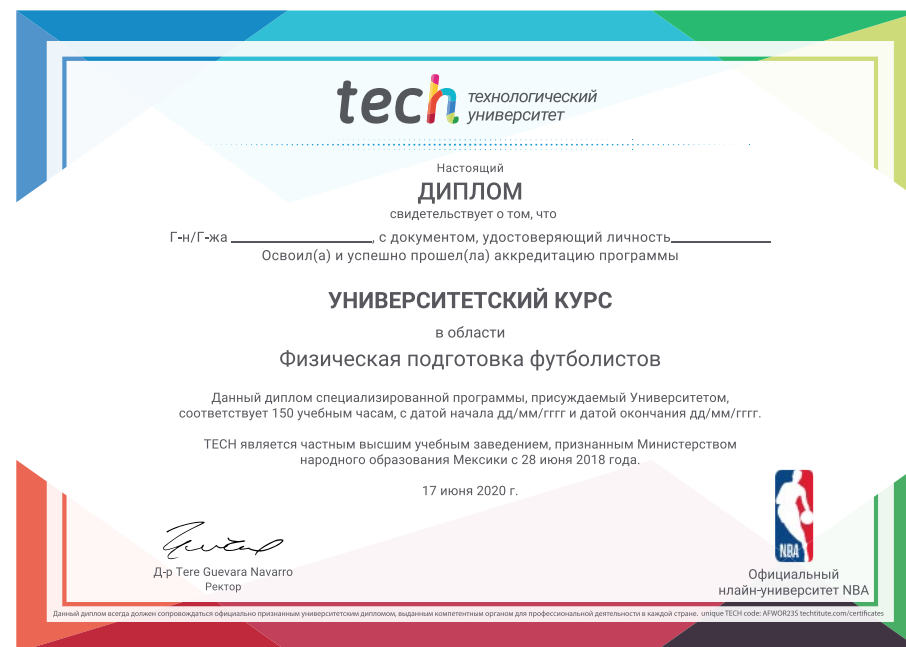 tech технологический
университет
Настоящий
ДИПЛОМ
свидетельствует о том, что
Г-н/Г-жа ____________________, с документом, удостоверяющий личность______________
Освоил(а) и успешно прошел(ла) аккредитацию программы
УНИВЕРСИТЕТСКИЙ КУРС
в области
Физическая подготовка футболистов
Данный диплом специализированной программы, присуждаемый Университетом,
соответствует 150 учебным часам, с датой начала дд/мм/гггг и датой окончания дд/мм/гггг.
TECH является частным высшим учебным заведением, признанным Министерством
народного образования Мексики с 28 июня 2018 года.
17 июня 2020 г.
Д-р Tere Guevara Navarro
Ректор
NBA
Официальный
нлайн-университет NBA
Данный диплом всегда должен сопровождаться официально признанным университетским дипломом, выданным компетентным органом для профессиональной деятельности в каждой стране. unique TECH code: AFWOR23S techtitute.com/certificates